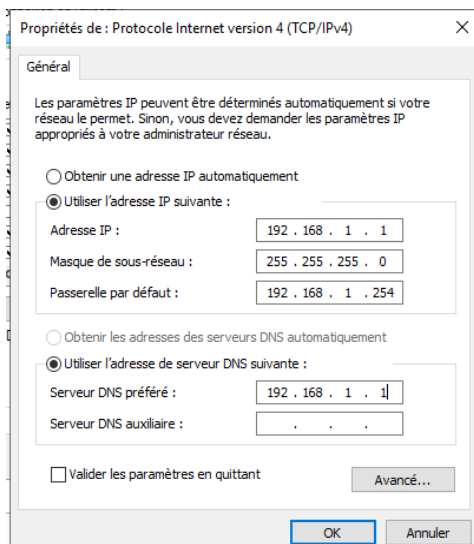 Propriétés de : Protocole Internet version 4 (TCP/IPv4)
Général
Les paramètres IP peuvent être déterminés automatiquement si votre
réseau le permet. Sinon, vous devez demander les paramètres IP
appropriés à votre administrateur réseau.
Obtenir une adresse IP automatiquement
Utiliser l'adresse IP suivante :
Adresse IP : 192 . 168 . 1 . 1
Masque de sous-réseau : 255 . 255 . 255 . 0
Passerelle par défaut : 192 . 168 . 1 . 254
Obtenir les adresses des serveurs DNS automatiquement
Utiliser l'adresse de serveur DNS suivante :
Serveur DNS préféré : 192 . 168 . 1 . 1
Serveur DNS auxiliaire : . . .
Valider les paramètres en quittant
Avancé...
OK Annuler